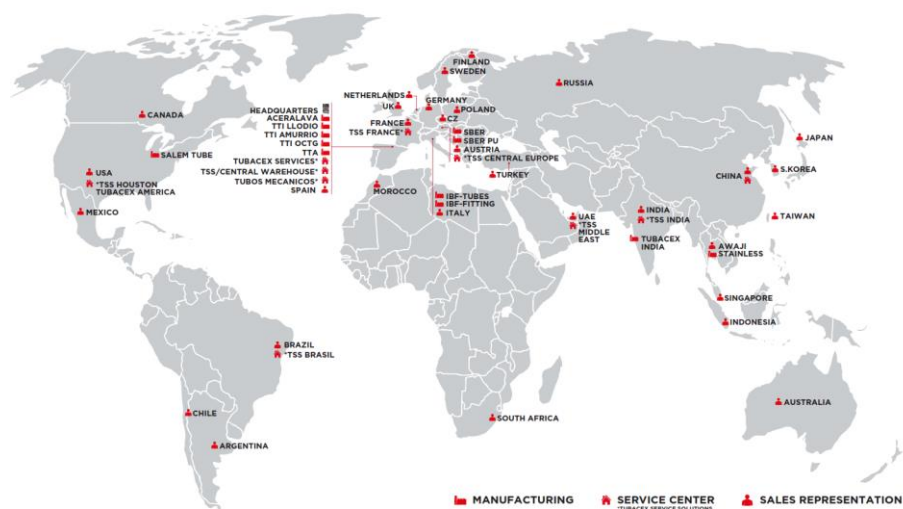 FINLAND
SWEDEN
RUSSIA
NETHERLANDS
GERMANY
UK
POLAND
CANADA
HEADQUARTERS
ACERALAVA
TTI LLODIO
TTI AMURRIO
TTI OCTG
TTA
TUBACEX SERVICES*
TSS/CENTRAL WAREHOUSE*
TUBOS MECANICOS*
SPAIN
FRANCE
TSS FRANCE*
CZ
SBER
SBER PU
AUSTRIA
*TSS CENTRAL EUROPE
JAPAN
SALEM TUBE
USA
*TSS HOUSTON
TUBACEX AMERICA
MEXICO
MOROCCO
TURKEY
CHINA
S.KOREA
IBF-TUBES
IBF-FITTING
ITALY
UAE
*TSS
MIDDLE
EAST
INDIA
*TSS INDIA
TUBACEX
INDIA
TAIWAN
AWAJI
STAINLESS
SINGAPORE
INDONESIA
BRAZIL
*TSS BRASIL
CHILE
ARGENTINA
SOUTH AFRICA
AUSTRALIA
MANUFACTURING
SERVICE CENTER
*TUBACEX SERVICE SOLUTIONS
SALES REPRESENTATION